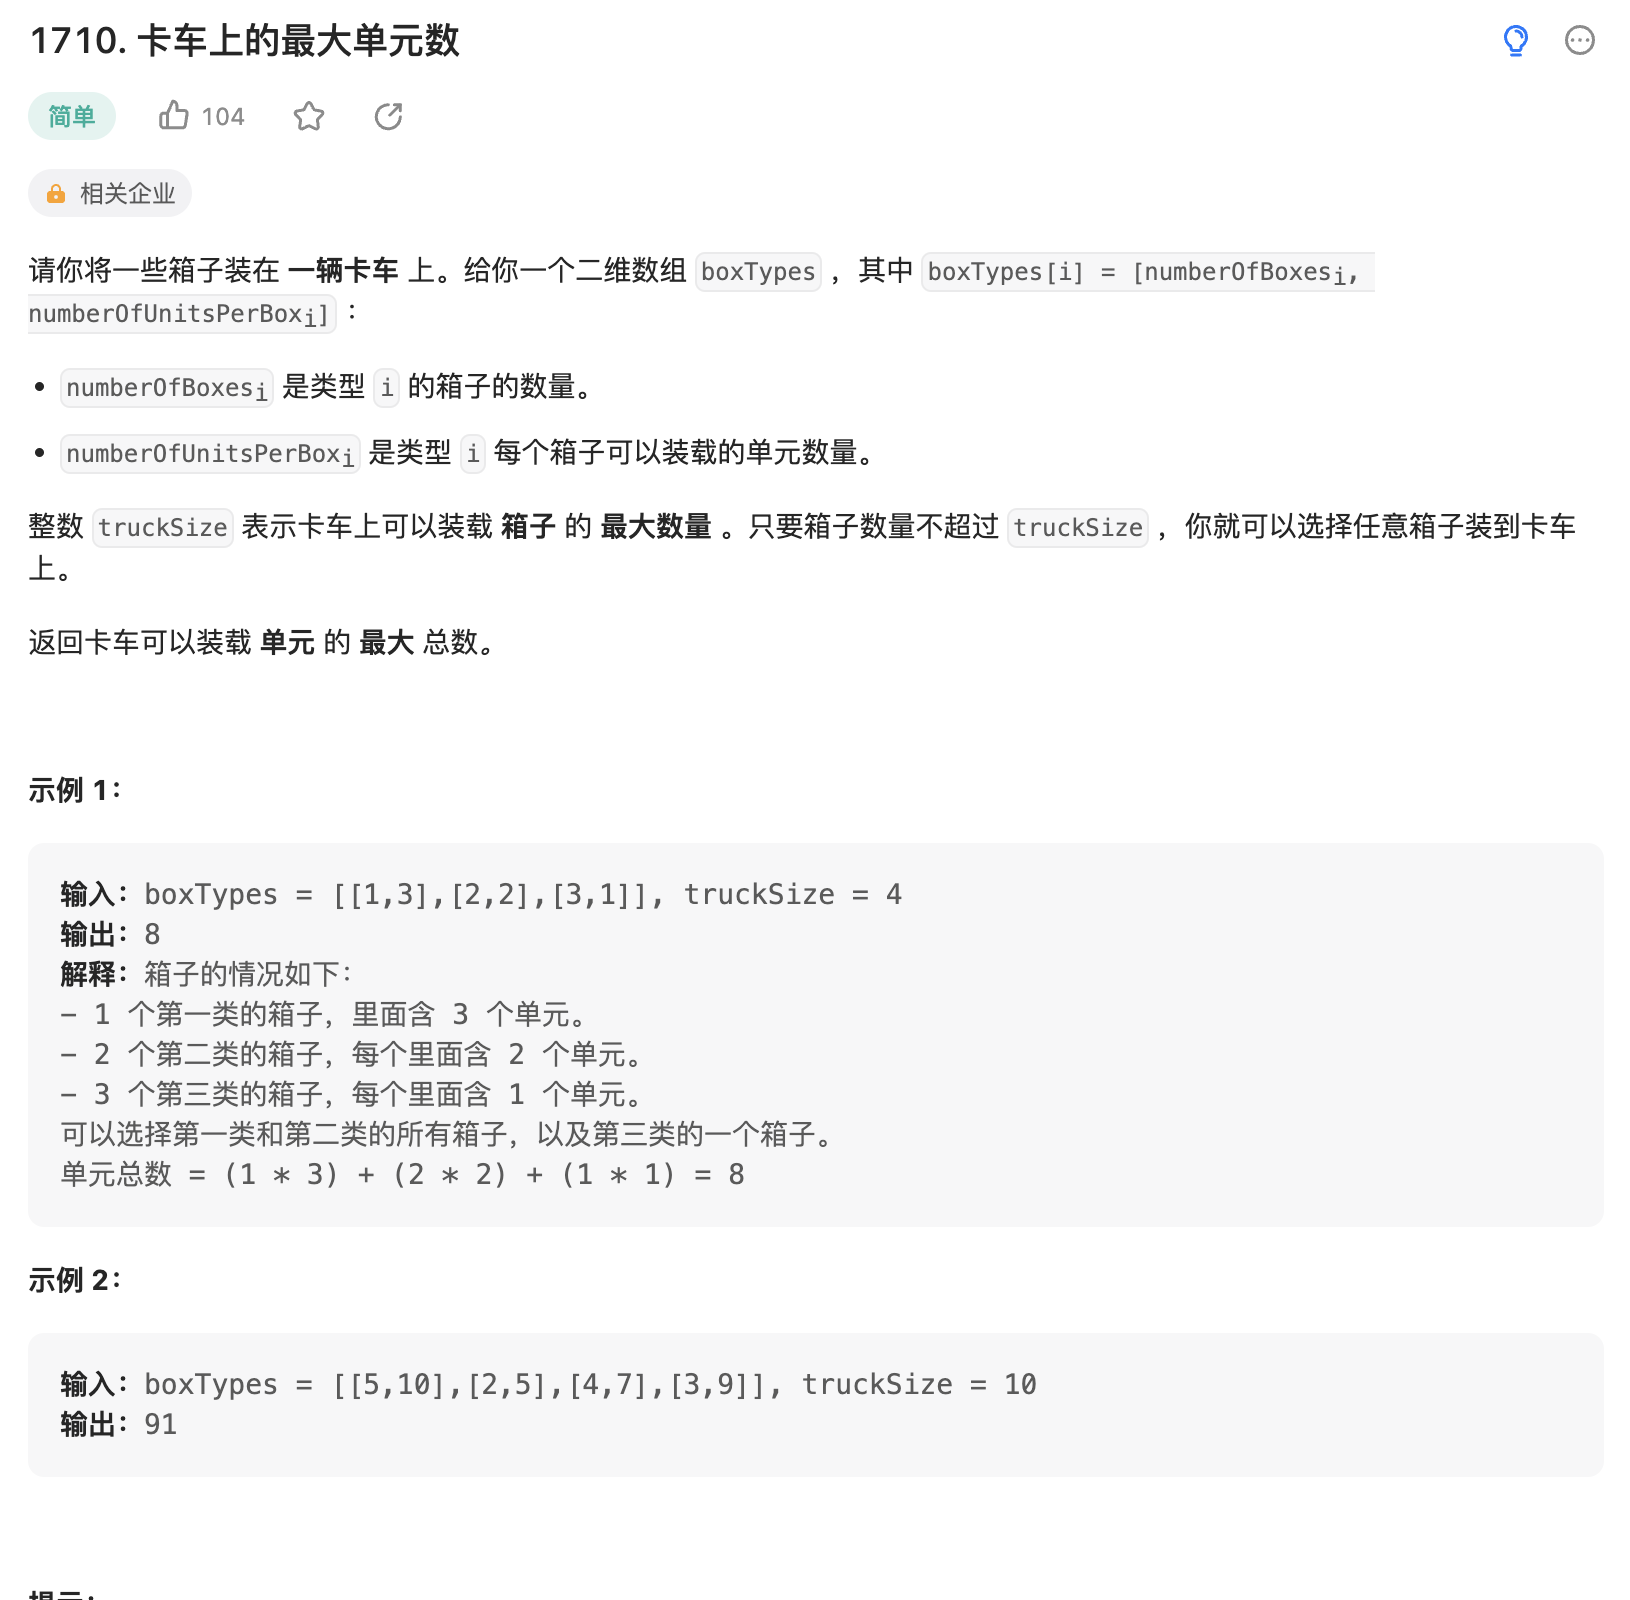 1710. 卡车上的最大单元数
简单 104
相关企业
请你将一些箱子装在 一辆卡车 上。给你一个二维数组 boxTypes ，其中 boxTypes[i] = [numberOfBoxesi,
numberOfUnitsPerBoxi] ：
• numberOfBoxesi 是类型 i 的箱子的数量。
• numberOfUnitsPerBoxi 是类型 i 每个箱子可以装载的单元数量。
整数 truckSize 表示卡车上可以装载 箱子 的 最大数量 。只要箱子数量不超过 truckSize ，你就可以选择任意箱子装到卡车
上。
返回卡车可以装载 单元 的 最大 总数。
示例 1：
输入：boxTypes = [[1,3],[2,2],[3,1]], truckSize = 4
输出：8
解释：箱子的情况如下：
- 1 个第一类的箱子，里面含 3 个单元。
- 2 个第二类的箱子，每个里面含 2 个单元。
- 3 个第三类的箱子，每个里面含 1 个单元。
可以选择第一类和第二类的所有箱子，以及第三类的一个箱子。
单元总数 = (1 * 3) + (2 * 2) + (1 * 1) = 8
示例 2：
输入：boxTypes = [[5,10],[2,5],[4,7],[3,9]], truckSize = 10
输出：91
提示：